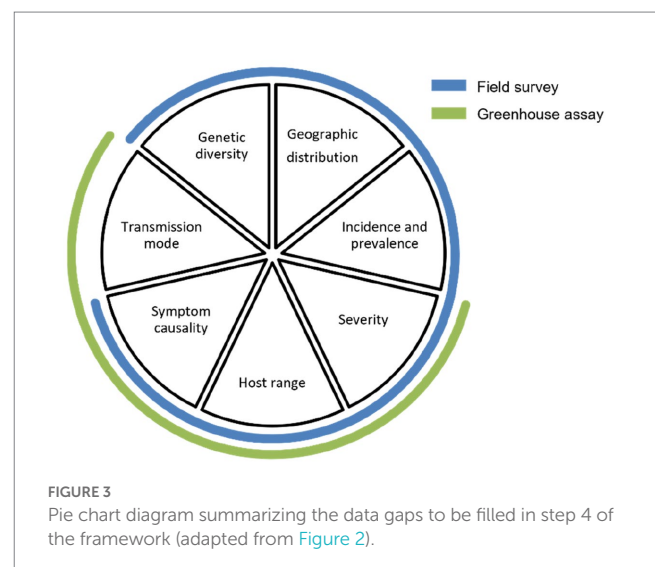 Field survey
Greenhouse assay
Genetic
diversity
Geographic
distribution
Incidence and
prevalence
Severity
Host range
Symptom
causality
Transmission
mode
FIGURE 3
Pie chart diagram summarizing the data gaps to be filled in step 4 of
the framework (adapted from Figure 2).